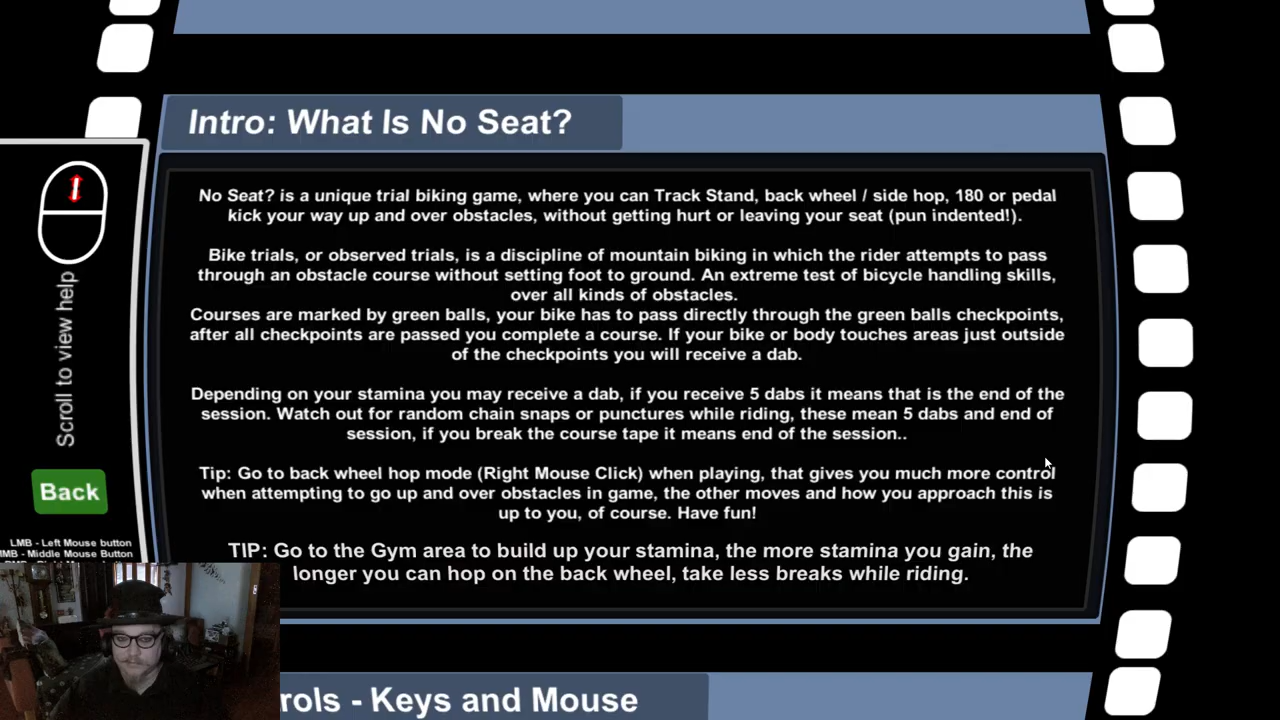 Intro: What Is No Seat?
No Seat? is a unique trial biking game, where you can Track Stand, back wheel / side hop, 180 or pedal
kick your way up and over obstacles, without getting hurt or leaving your seat (pun indented!).
Bike trials, or observed trials, is a discipline of mountain biking in which the rider attempts to pass
through an obstacle course without setting foot to ground. An extreme test of bicycle handling skills,
over all kinds of obstacles.
Courses are marked by green balls, your bike has to pass directly through the green balls checkpoints,
after all checkpoints are passed you complete a course. If your bike or body touches areas just outside
of the checkpoints you will receive a dab.
Depending on your stamina you may receive a dab, if you receive 5 dabs it means that is the end of the
session. Watch out for random chain snaps or punctures while riding, these mean 5 dabs and end of
session, if you break the course tape it means end of the session..
Tip: Go to back wheel hop mode (Right Mouse Click) when playing, that gives you much more control
when attempting to go up and over obstacles in game, the other moves and how you approach this is
up to you, of course. Have fun!
TIP: Go to the Gym area to build up your stamina, the more stamina you gain, the
longer you can hop on the back wheel, take less breaks while riding.
Scroll to view help
Back
LMB - Left Mouse button
MMB - Middle Mouse Button
rols - Keys and Mouse